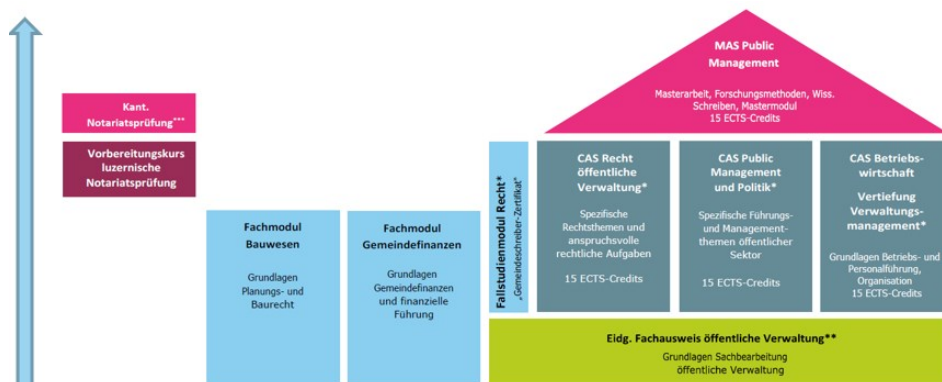 MAS Public
Management
Masterarbeit, Forschungsmethoden, Wiss.
Schreiben, Mastermodul
15 ECTS-Credits
Kant.
Notariatsprüfung***
Vorbereitungskurs
luzernische
Notariatsprüfung
Fachmodul
Bauwesen
Grundlagen
Planungs- und
Baurecht
Fachmodul
Gemeindefinanzen
Grundlagen
Gemeindefinanzen
und finanzielle
Führung
Fallstudienmodul Recht*
„Gemeindeschreiber-Zertifikat"
CAS Recht
öffentliche
Verwaltung*
Spezifische
Rechtsthemen und
anspruchsvolle
rechtliche Aufgaben
15 ECTS-Credits
CAS Public
Management
und Politik*
Spezifische Führungs-
und Management-
themen öffentlicher
Sektor
15 ECTS-Credits
CAS Betriebs-
wirtschaft
Vertiefung
Verwaltungs-
management*
Grundlagen Betriebs- und
Personalführung,
Organisation
15 ECTS-Credits
Eidg. Fachausweis öffentliche Verwaltung**
Grundlagen Sachbearbeitung
öffentliche Verwaltung